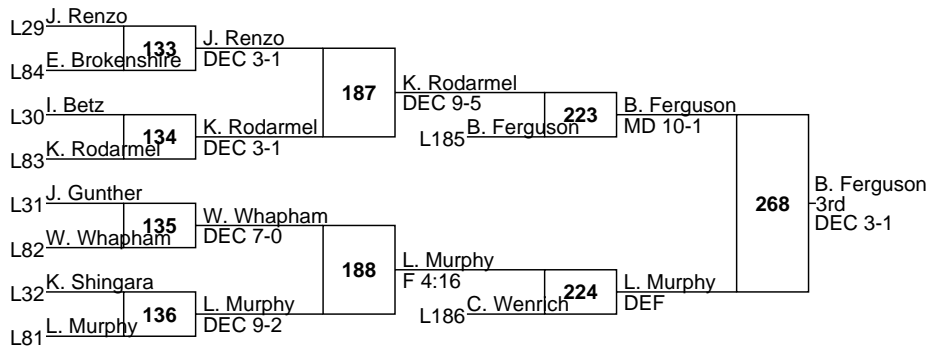 L29 J. Renzo
133
L84 E. Brokenshire
J. Renzo
DEC 3-1
L30 I. Betz
134
L83 K. Rodarmel
K. Rodarmel
DEC 3-1
187
K. Rodarmel
DEC 9-5
L185 B. Ferguson
223
B. Ferguson
MD 10-1
L31 J. Gunther
135
L82 W. Whapham
W. Whapham
DEC 7-0
L32 K. Shingara
136
L81 L. Murphy
L. Murphy
DEC 9-2
188
L. Murphy
F 4:16
L186 C. Wenrich
224
L. Murphy
DEF
268
B. Ferguson
3rd
DEC 3-1